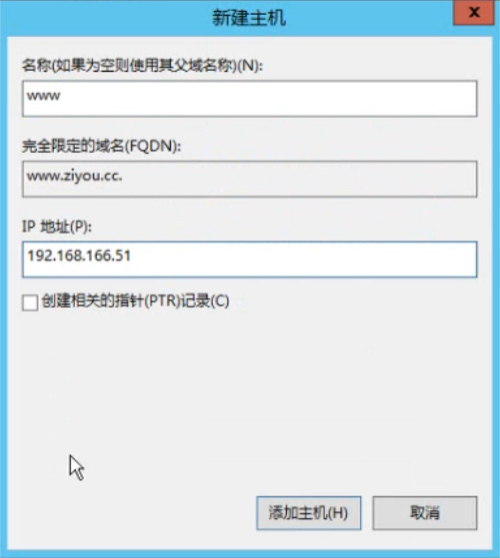 新建主机
x
名称(如果为空则使用其父域名称)(N):
www
完全限定的域名(FQDN):
www.ziyou.cc.
IP 地址(P):
192.168.166.51
创建相关的指针(PTR)记录(C)
添加主机(H)
取消